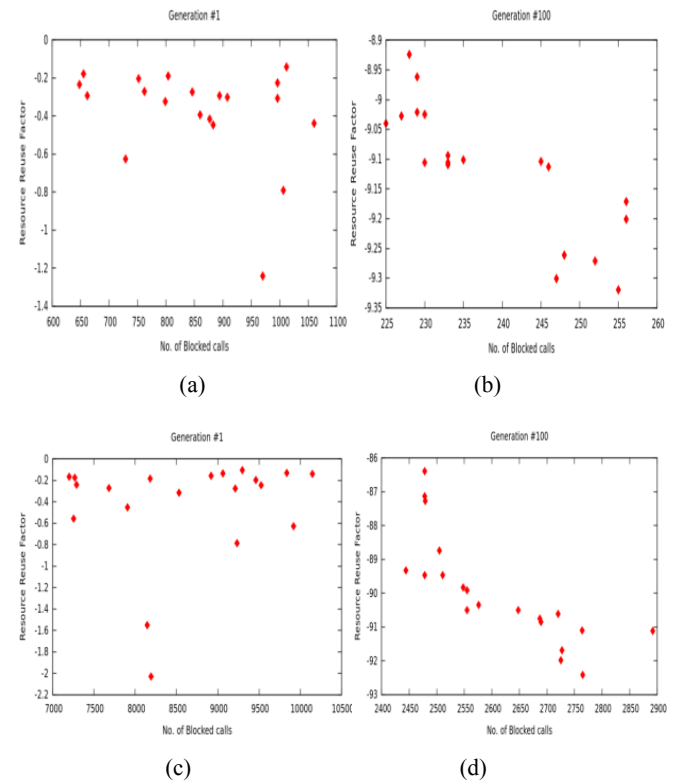 Generation #1
Resource Reuse Factor
0
-0.2
-0.4
-0.6
-0.8
-1
-1.2
-1.4
600 650 700 750 800 850 900 950 1000 1050 1100
No. of Blocked calls
(a)
Generation #100
Resource Reuse Factor
-8.9
-8.95
-9
-9.05
-9.1
-9.15
-9.2
-9.25
-9.3
-9.35
225 230 235 240 245 250 255 260
No. of Blocked calls
(b)
Generation #1
Resource Reuse Factor
0
-0.2
-0.4
-0.6
-0.8
-1
-1.2
-1.4
-1.6
-1.8
-2
-2.2
7000 7500 8000 8500 9000 9500 10000 10500
No. of Blocked calls
(c)
Generation #100
Resource Reuse Factor
-86
-87
-88
-89
-90
-91
-92
-93
2400 2450 2500 2550 2600 2650 2700 2750 2800 2850 2900
No. of Blocked calls
(d)